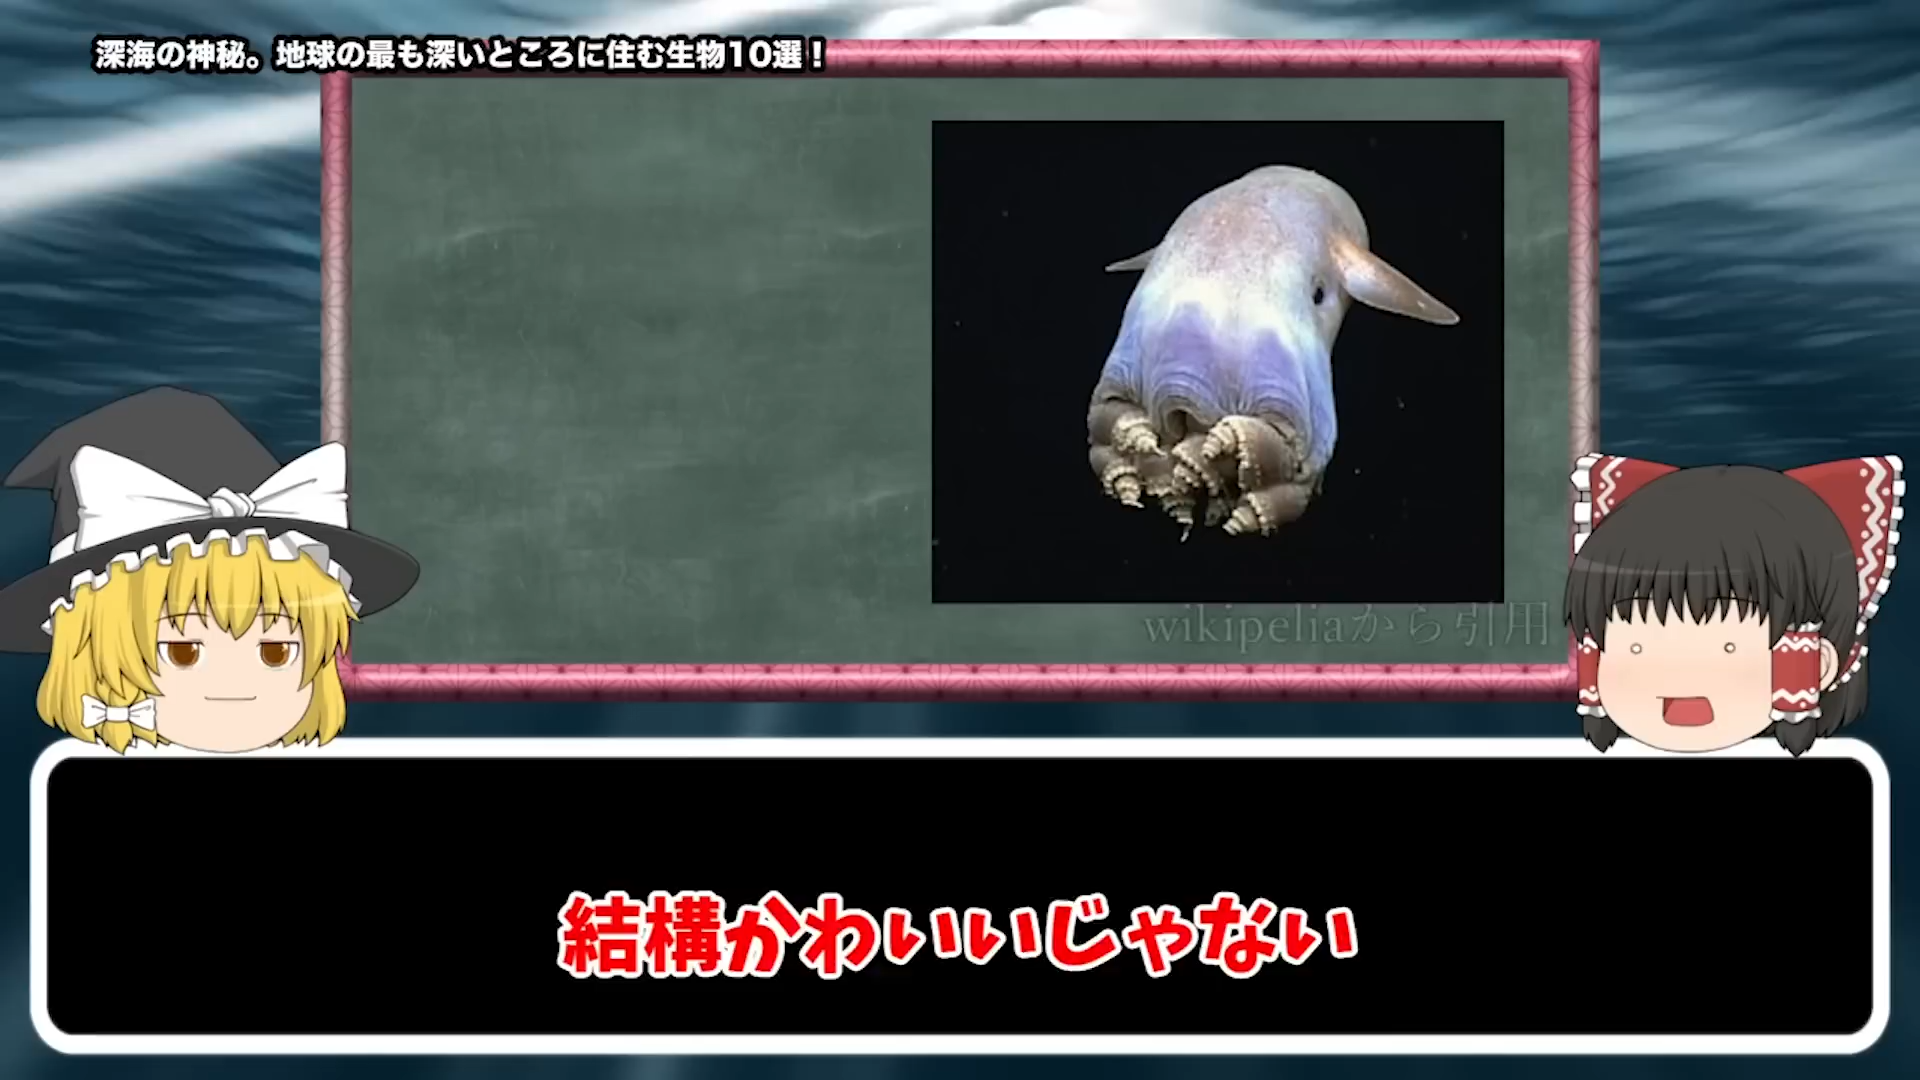 深海の神秘。地球の最も深いところに住む生物10選！
wikipeliaから引用
結構かわいいじゃない